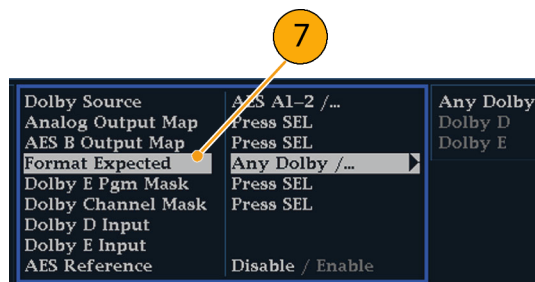 7
Dolby Source AES A1–2 /... Any Dolby
Analog Output Map Press SEL Dolby D
AES B Output Map Press SEL Dolby E
Format Expected Any Dolby /...
Dolby E Pgm Mask Press SEL
Dolby Channel Mask Press SEL
Dolby D Input
Dolby E Input
AES Reference Disable / Enable